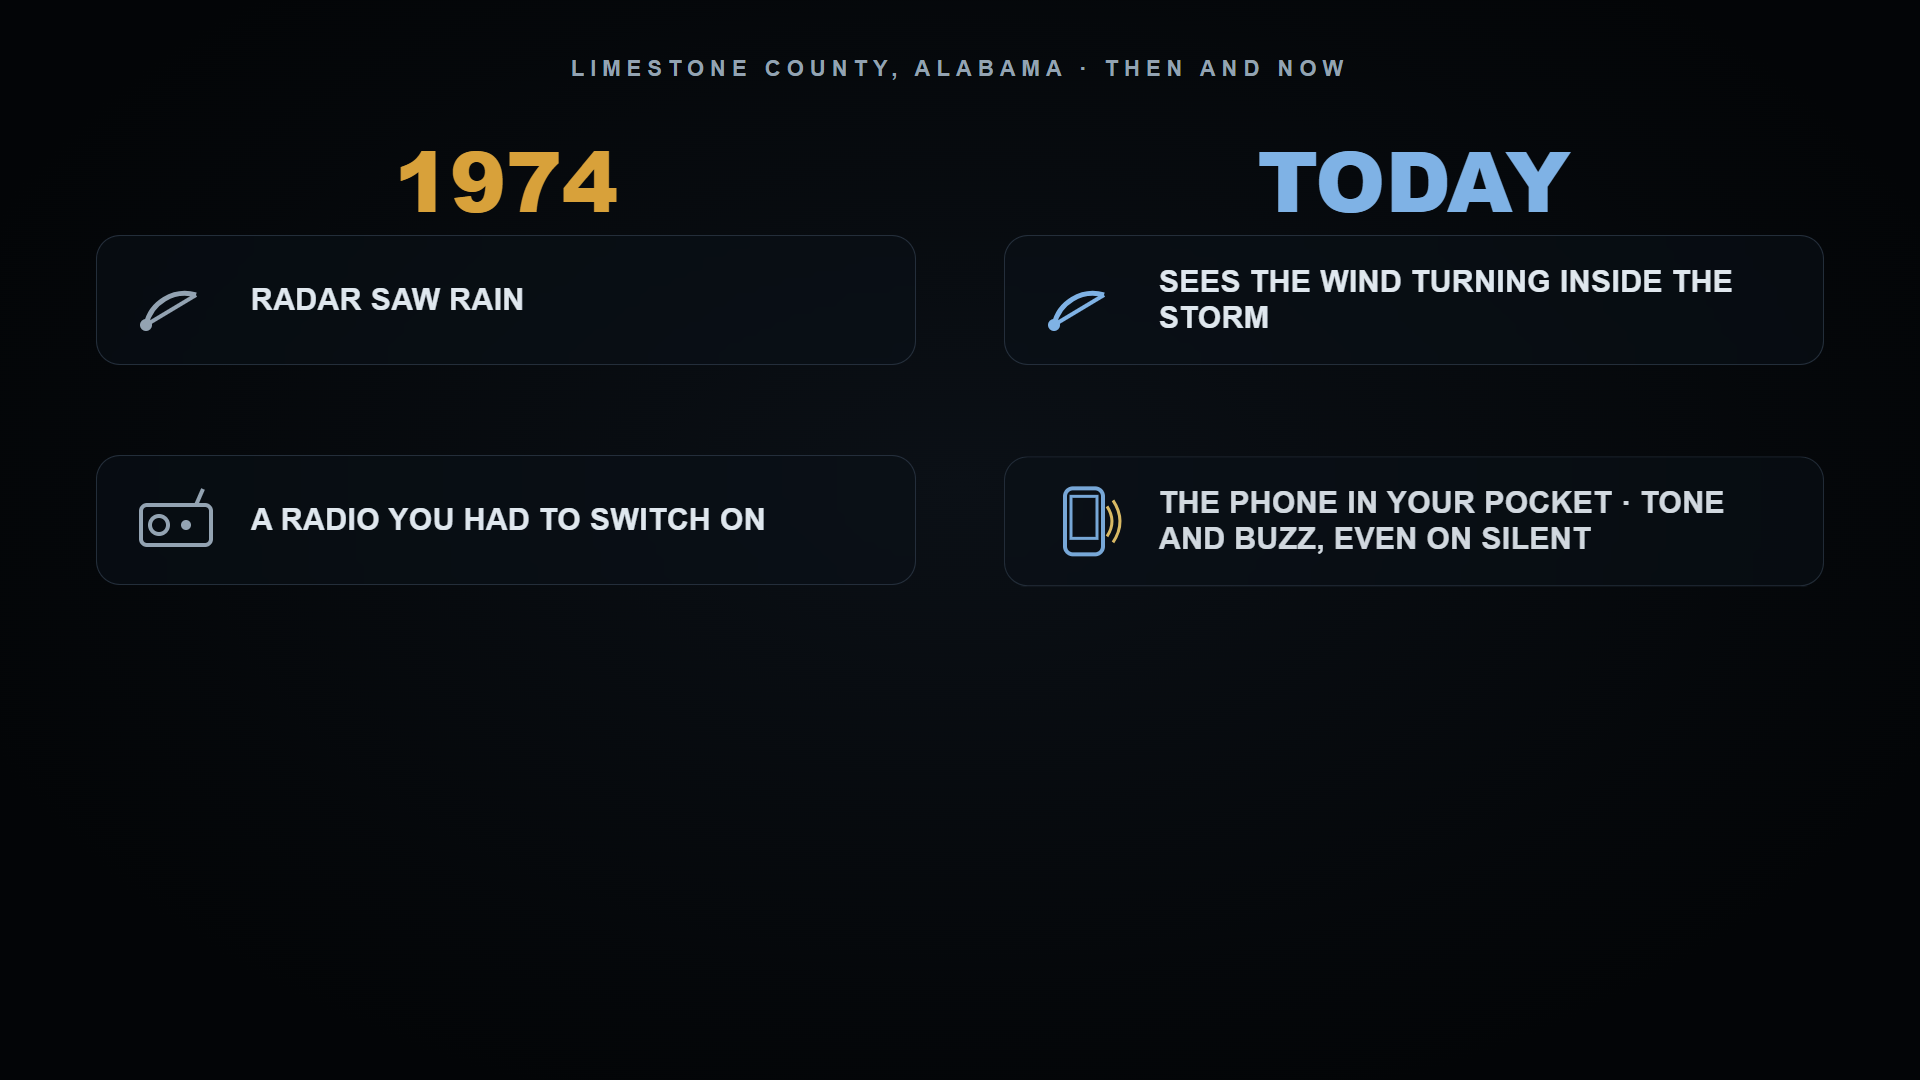 LIMESTONE COUNTY, ALABAMA · THEN AND NOW
1974
TODAY
RADAR SAW RAIN
SEES THE WIND TURNING INSIDE THE
STORM
A RADIO YOU HAD TO SWITCH ON
THE PHONE IN YOUR POCKET · TONE
AND BUZZ, EVEN ON SILENT